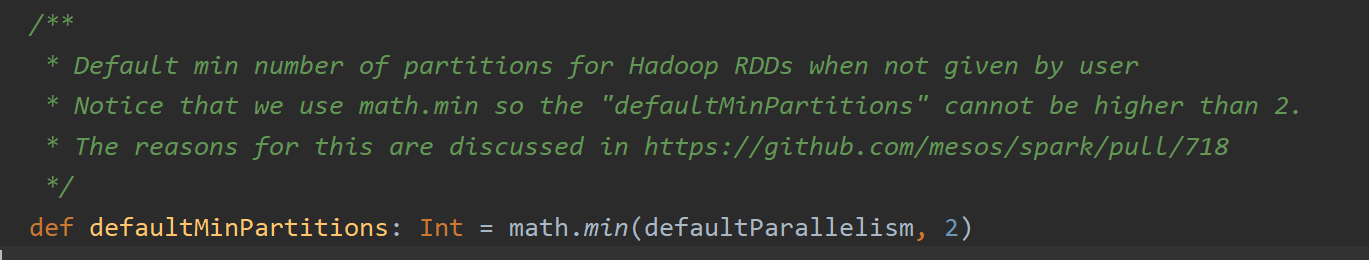 /**
* Default min number of partitions for Hadoop RDDs when not given by user
* Notice that we use math.min so the "defaultMinPartitions" cannot be higher than 2.
* The reasons for this are discussed in https://github.com/mesos/spark/pull/718
*/
def defaultMinPartitions: Int = math.min(defaultParallelism, 2)